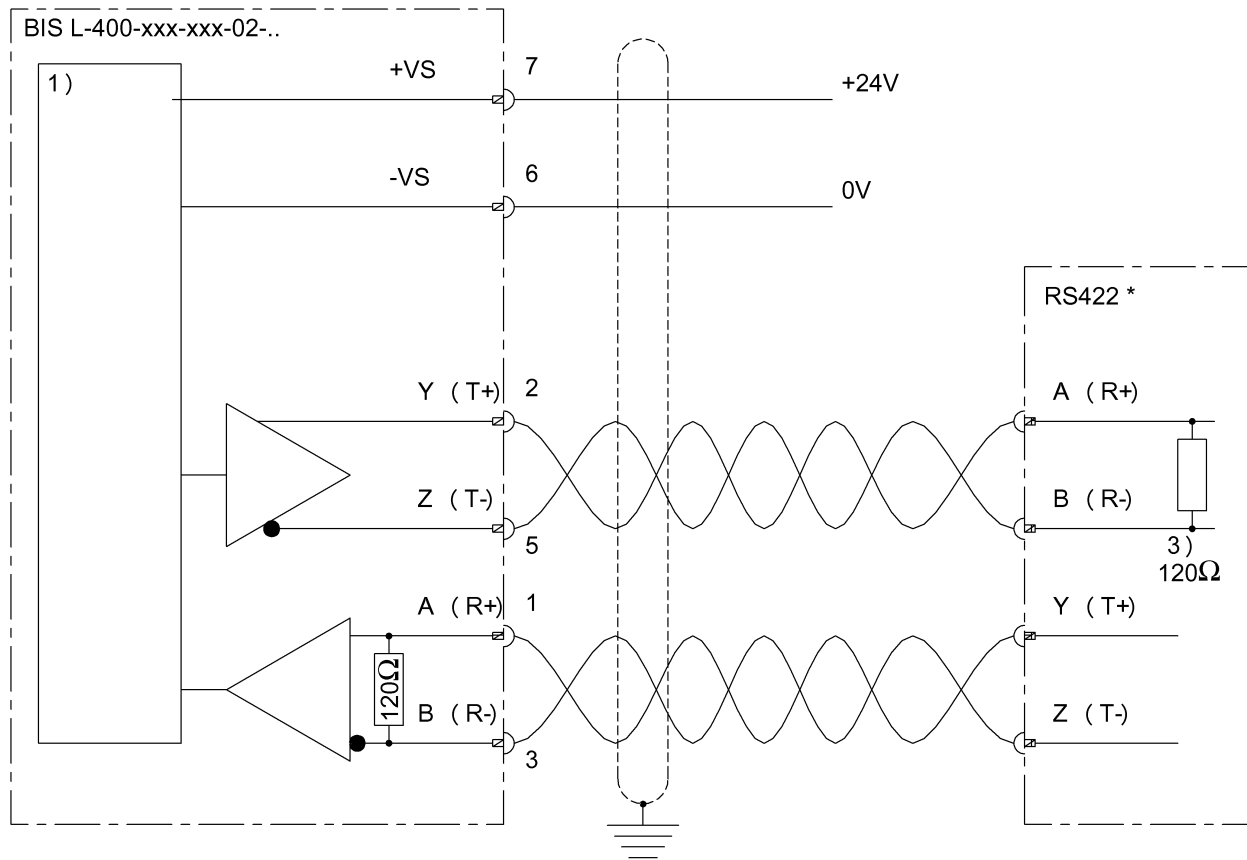 BIS L-400-xxx-xxx-02-..
1)
+VS
7
+24V
-VS
6
0V
RS422 *
Y (T+)
2
A (R+)
Z (T-)
5
B (R-)
3)
120Ω
A (R+)
1
Y (T+)
120Ω
B (R-)
3
Z (T-)